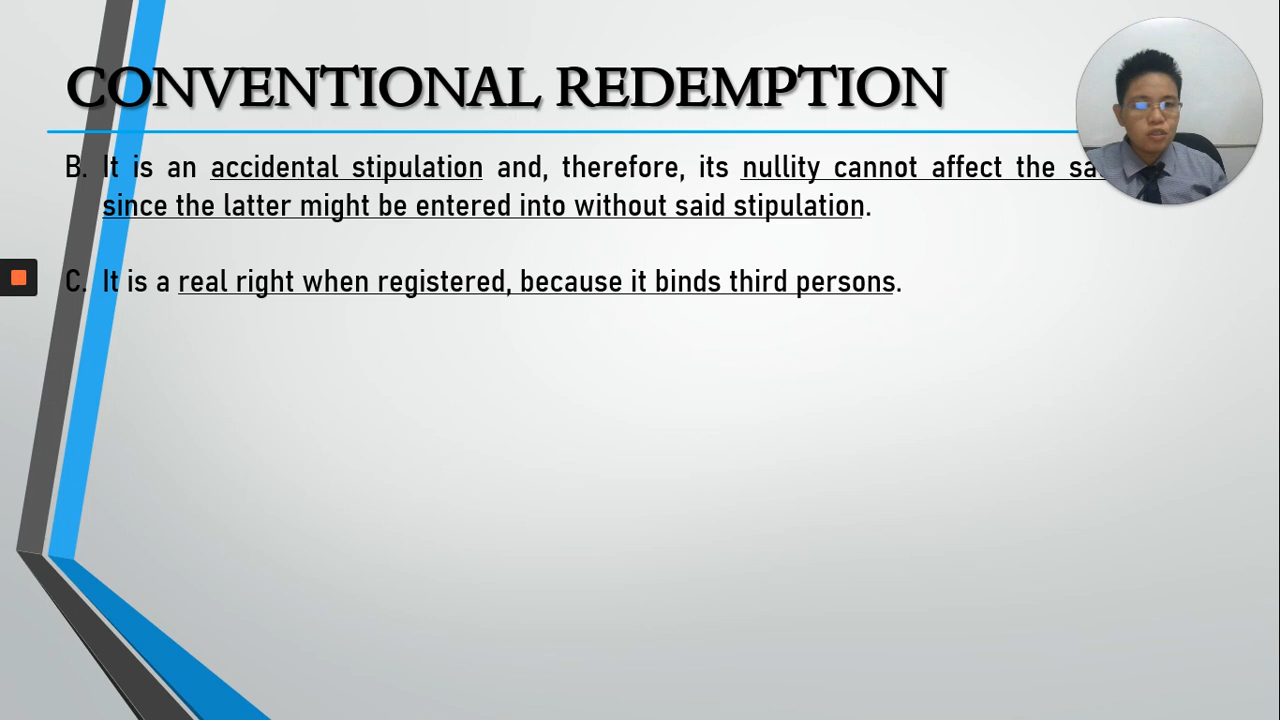 CONVENTIONAL REDEMPTION
B. It is an accidental stipulation and, therefore, its nullity cannot affect the
since the latter might be entered into without said stipulation.
C. It is a real right when registered, because it binds third persons.